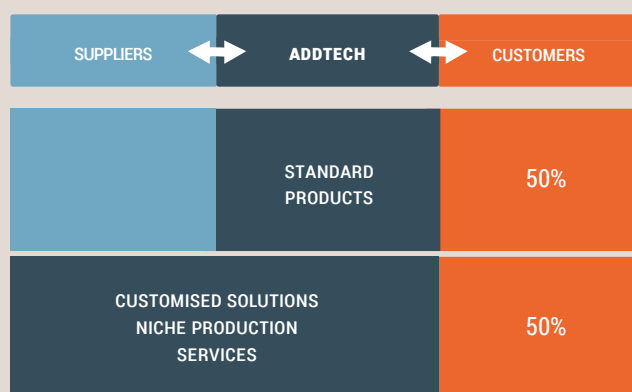 SUPPLIERS
ADDTECH
CUSTOMERS
STANDARD
PRODUCTS
50%
CUSTOMISED SOLUTIONS
NICHE PRODUCTION
SERVICES
50%